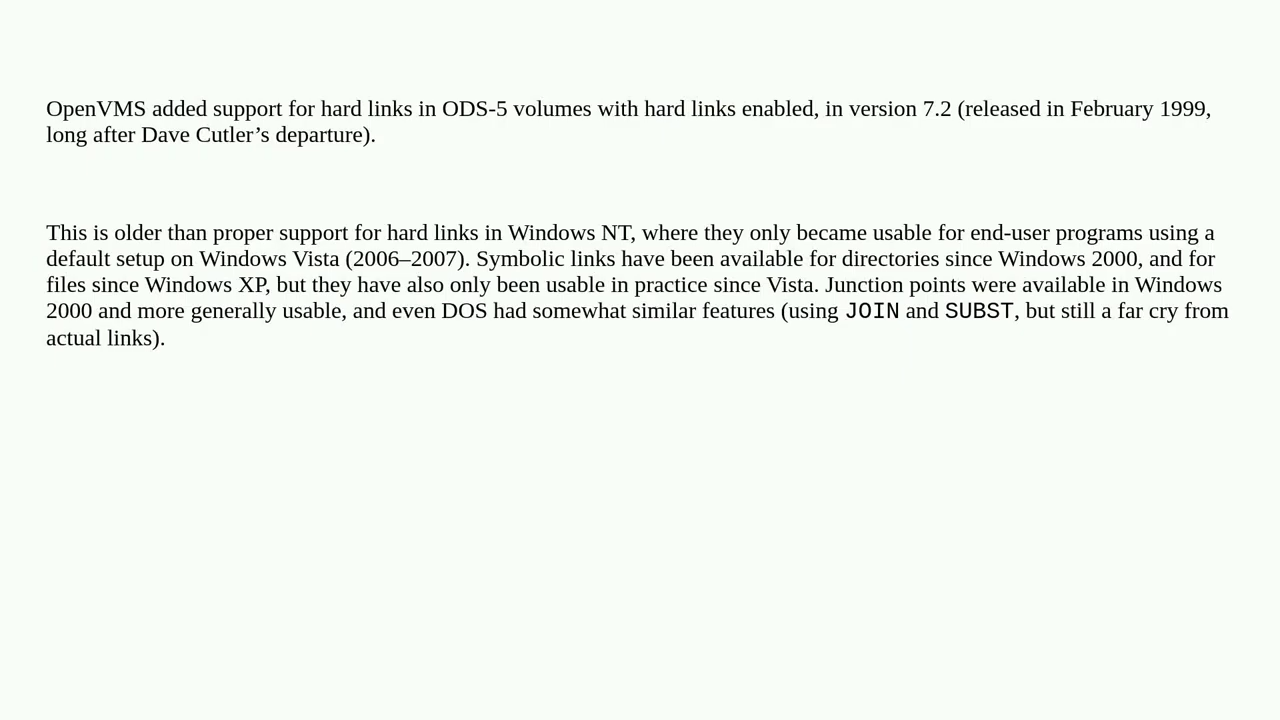 OpenVMS added support for hard links in ODS-5 volumes with hard links enabled, in version 7.2 (released in February 1999,
long after Dave Cutler’s departure).
This is older than proper support for hard links in Windows NT, where they only became usable for end-user programs using a
default setup on Windows Vista (2006–2007). Symbolic links have been available for directories since Windows 2000, and for
files since Windows XP, but they have also only been usable in practice since Vista. Junction points were available in Windows
2000 and more generally usable, and even DOS had somewhat similar features (using JOIN and SUBST, but still a far cry from
actual links).